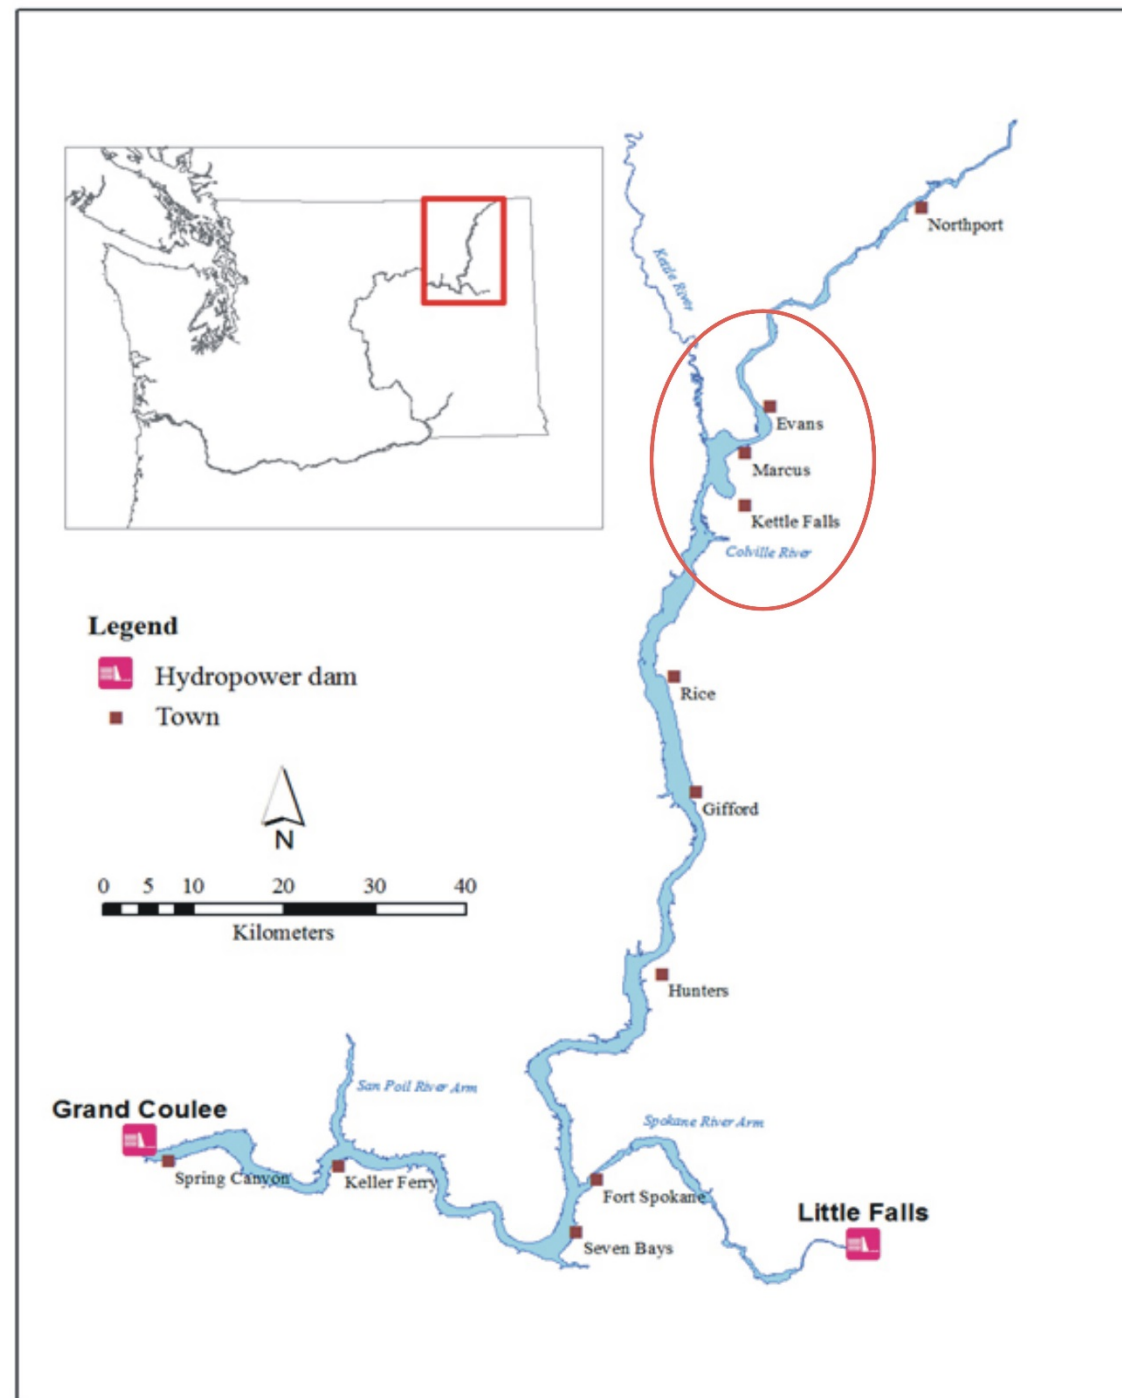 Northport
Kettle River
Evans
Marcus
Kettle Falls
Colville River
Legend
Hydropower dam
Town
Rice
Gifford
N
0 5 10 20 30 40
Kilometers
Hunters
San Poil River Arm
Grand Coulee
Spokane River Arm
Spring Canyon
Keller Ferry
Fort Spokane
Little Falls
Seven Bays